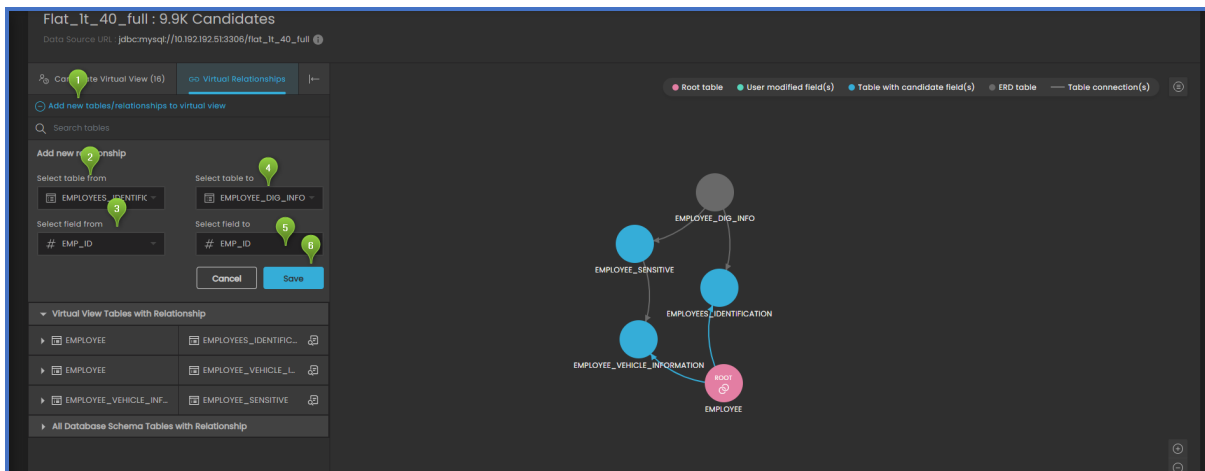 Flat_1t_40_full : 9.9K Candidates
Data Source URL : jdbc:mysql://10.192.192.51:3306/flat_1t_40_full
Virtual View (16)
Virtual Relationships
1
Add new tables/relationships to virtual view
Search tables
Root table
User modified field(s)
Table with candidate field(s)
ERD table
Table connection(s)
Add new relationship
2
4
Select table from
Select table to
EMPLOYEES_IDENTIFIC
EMPLOYEE_DIG_INFO
3
5
Select field from
Select field to
# EMP_ID
# EMP_ID
6
Cancel
Save
Virtual View Tables with Relationship
EMPLOYEE
EMPLOYEES_IDENTIFIC...
EMPLOYEE
EMPLOYEE_VEHICLE_I...
EMPLOYEE_VEHICLE_INF...
EMPLOYEE_SENSITIVE
All Database Schema Tables with Relationship
EMPLOYEE_DIG_INFO
EMPLOYEE_SENSITIVE
EMPLOYEES_IDENTIFICATION
EMPLOYEE_VEHICLE_INFORMATION
ROOT
EMPLOYEE